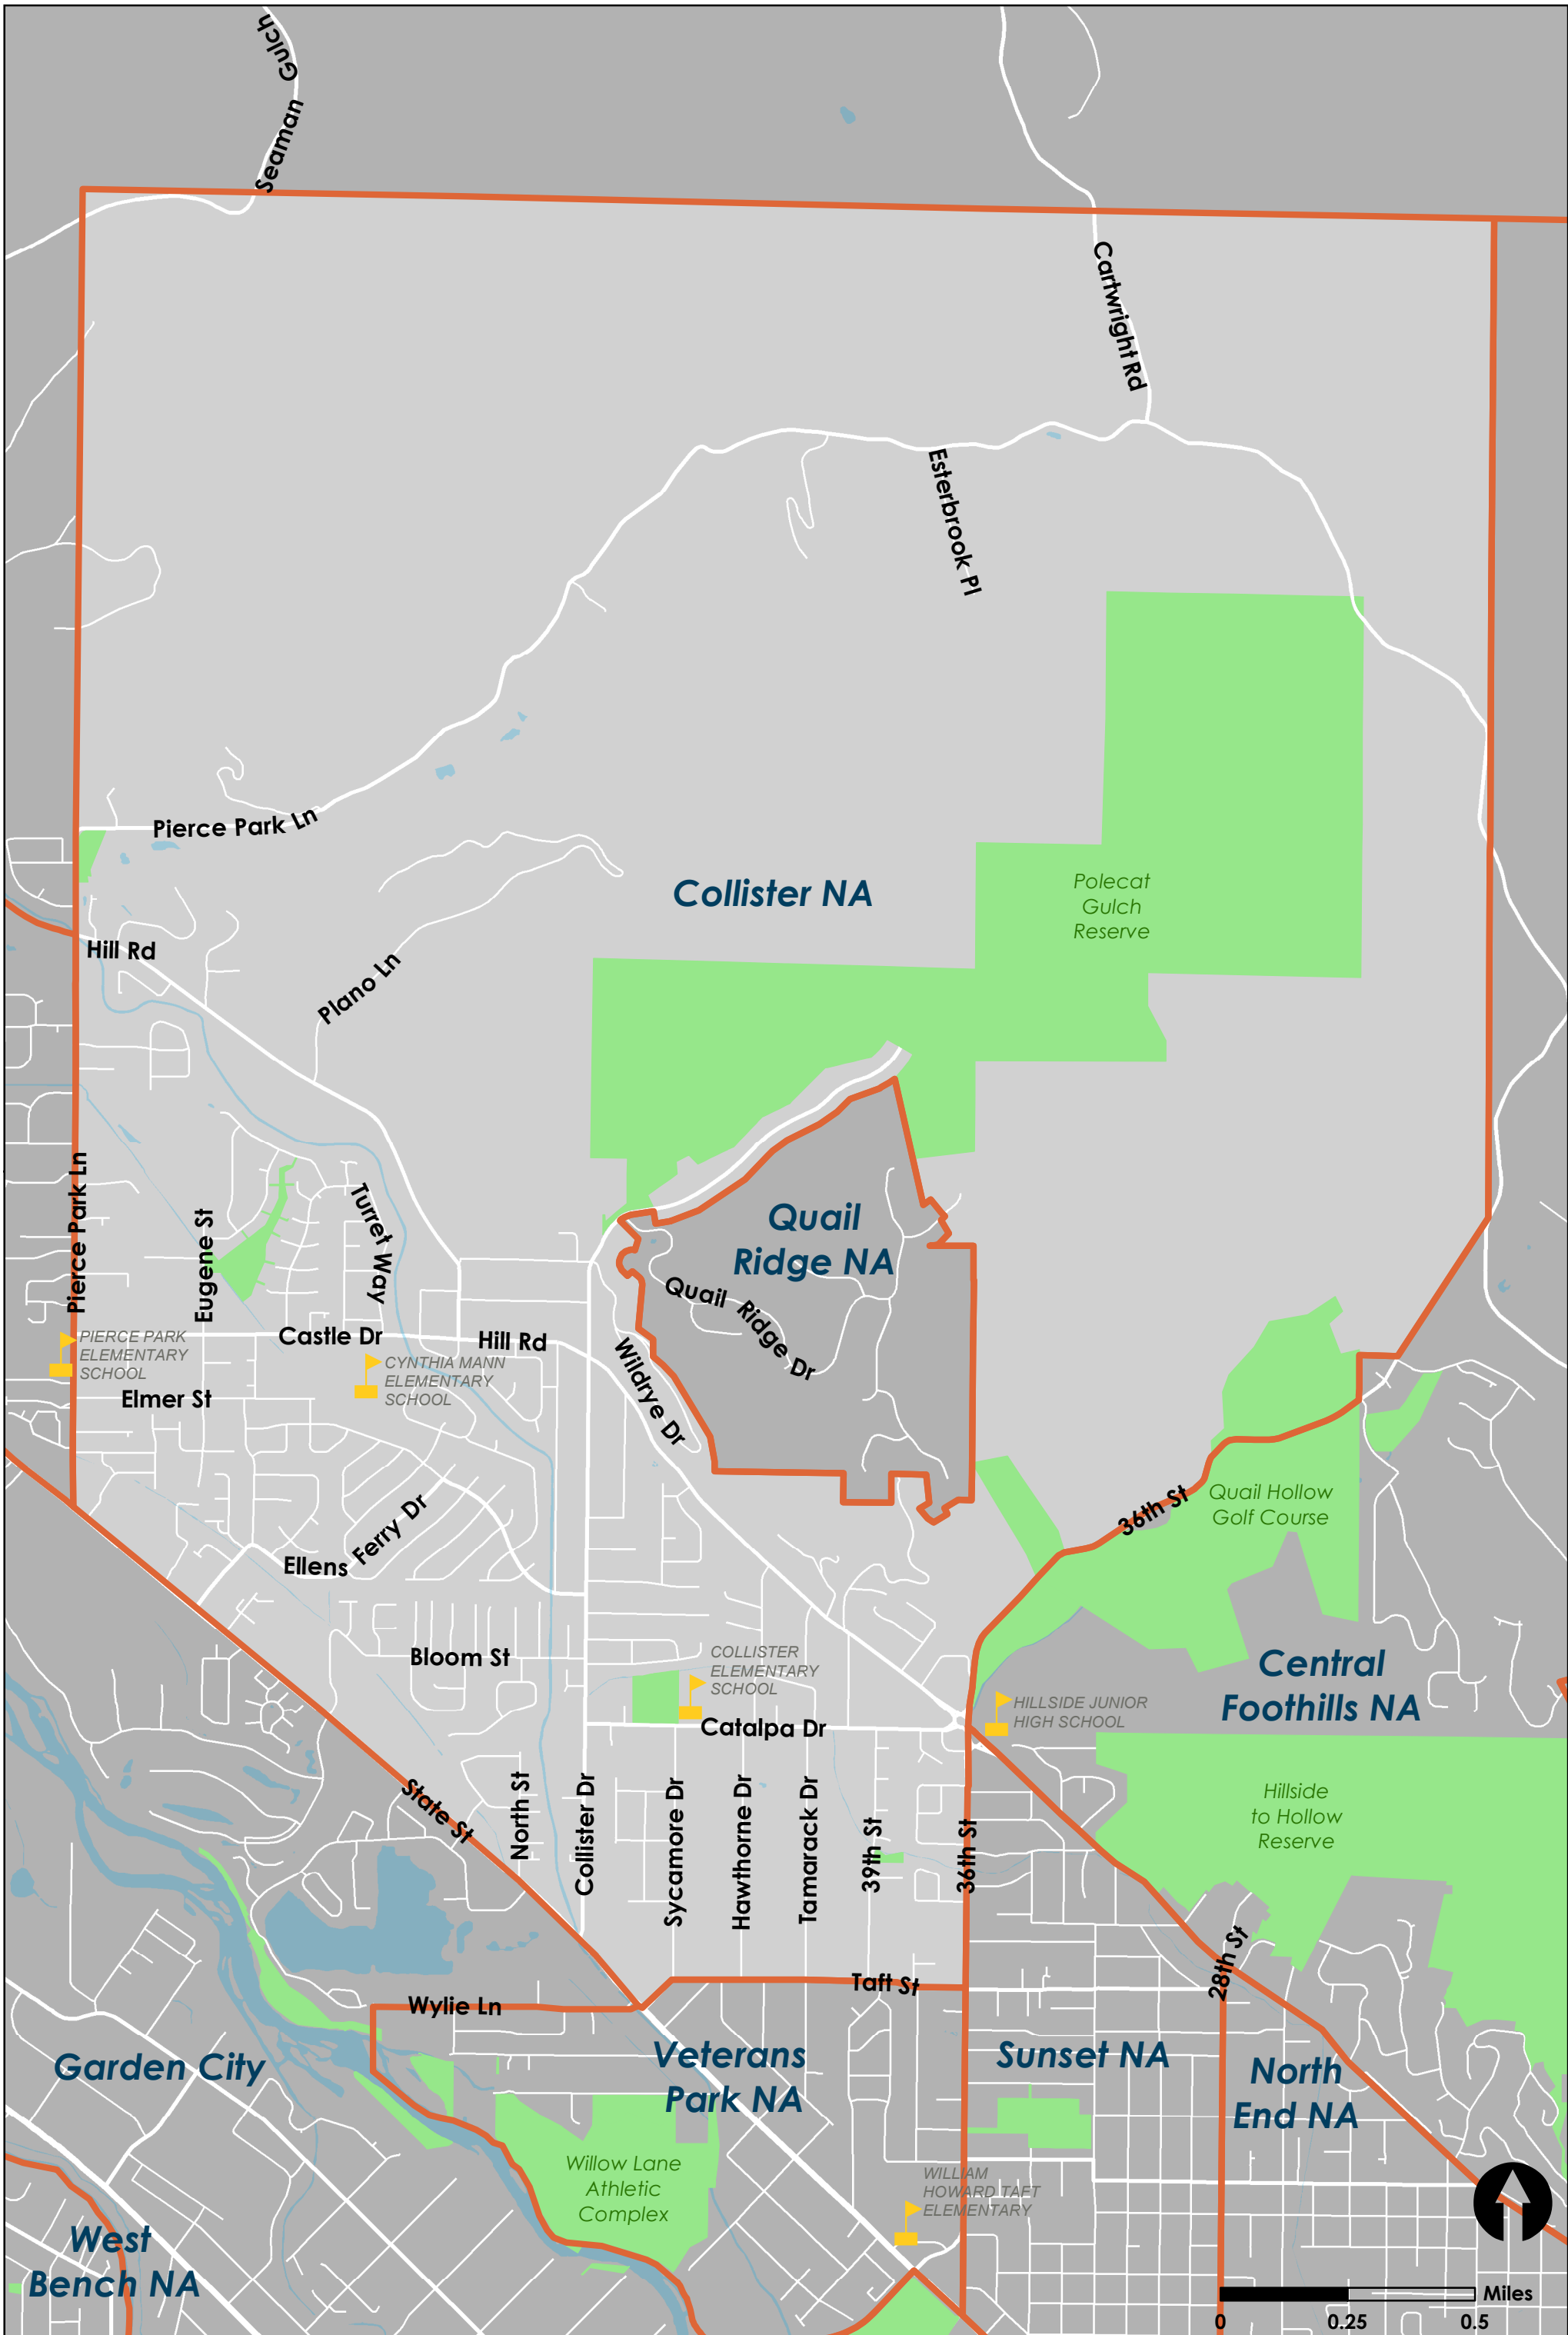 Seaman Gulch
Cartwright Rd
Esterbrook Pl
Pierce Park Ln
Collister NA
Polecat
Gulch
Reserve
Hill Rd
Plano Ln
Pierce Park Ln
Eugene St
Turret Way
Quail
Ridge NA
Quail Ridge Dr
PIERCE PARK
ELEMENTARY
SCHOOL
Castle Dr
Hill Rd
CYNTHIA MANN
ELEMENTARY
SCHOOL
Elmer St
Wildrye Dr
36th St
Quail Hollow
Golf Course
Ellens Ferry Dr
Bloom St
COLLISTER
ELEMENTARY
SCHOOL
Central
Foothills NA
HILLSIDE JUNIOR
HIGH SCHOOL
Catalpa Dr
State St
North St
Collister Dr
Sycamore Dr
Hawthorne Dr
Tamarack Dr
39th St
36th St
Hillside
to Hollow
Reserve
28th St
Taft St
Wylie Ln
Garden City
Veterans
Park NA
Sunset NA
North
End NA
Willow Lane
Athletic
Complex
WILLIAM
HOWARD TAFT
ELEMENTARY
West
Bench NA
Miles
0 0.25 0.5